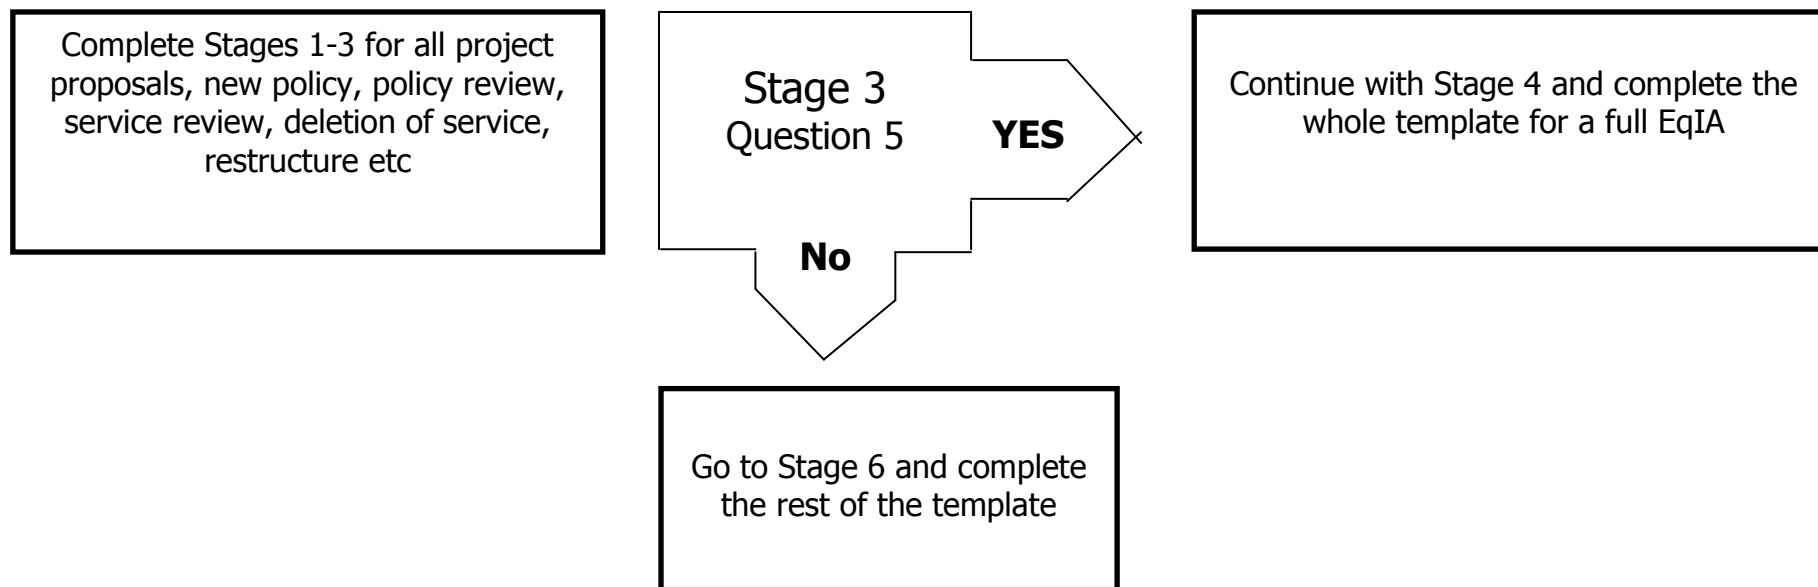 Complete Stages 1-3 for all project
proposals, new policy, policy review,
service review, deletion of service,
restructure etc
Stage 3
Question 5
YES
No
Continue with Stage 4 and complete the
whole template for a full EqIA
Go to Stage 6 and complete
the rest of the template